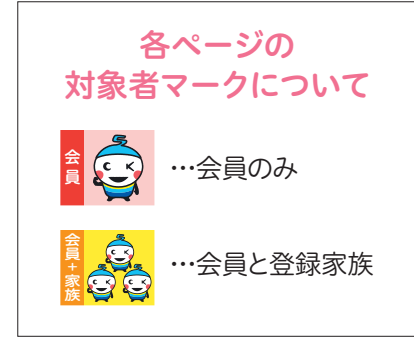 各ページの
対象者マークについて
会員
…会員のみ
会員+家族
…会員と登録家族